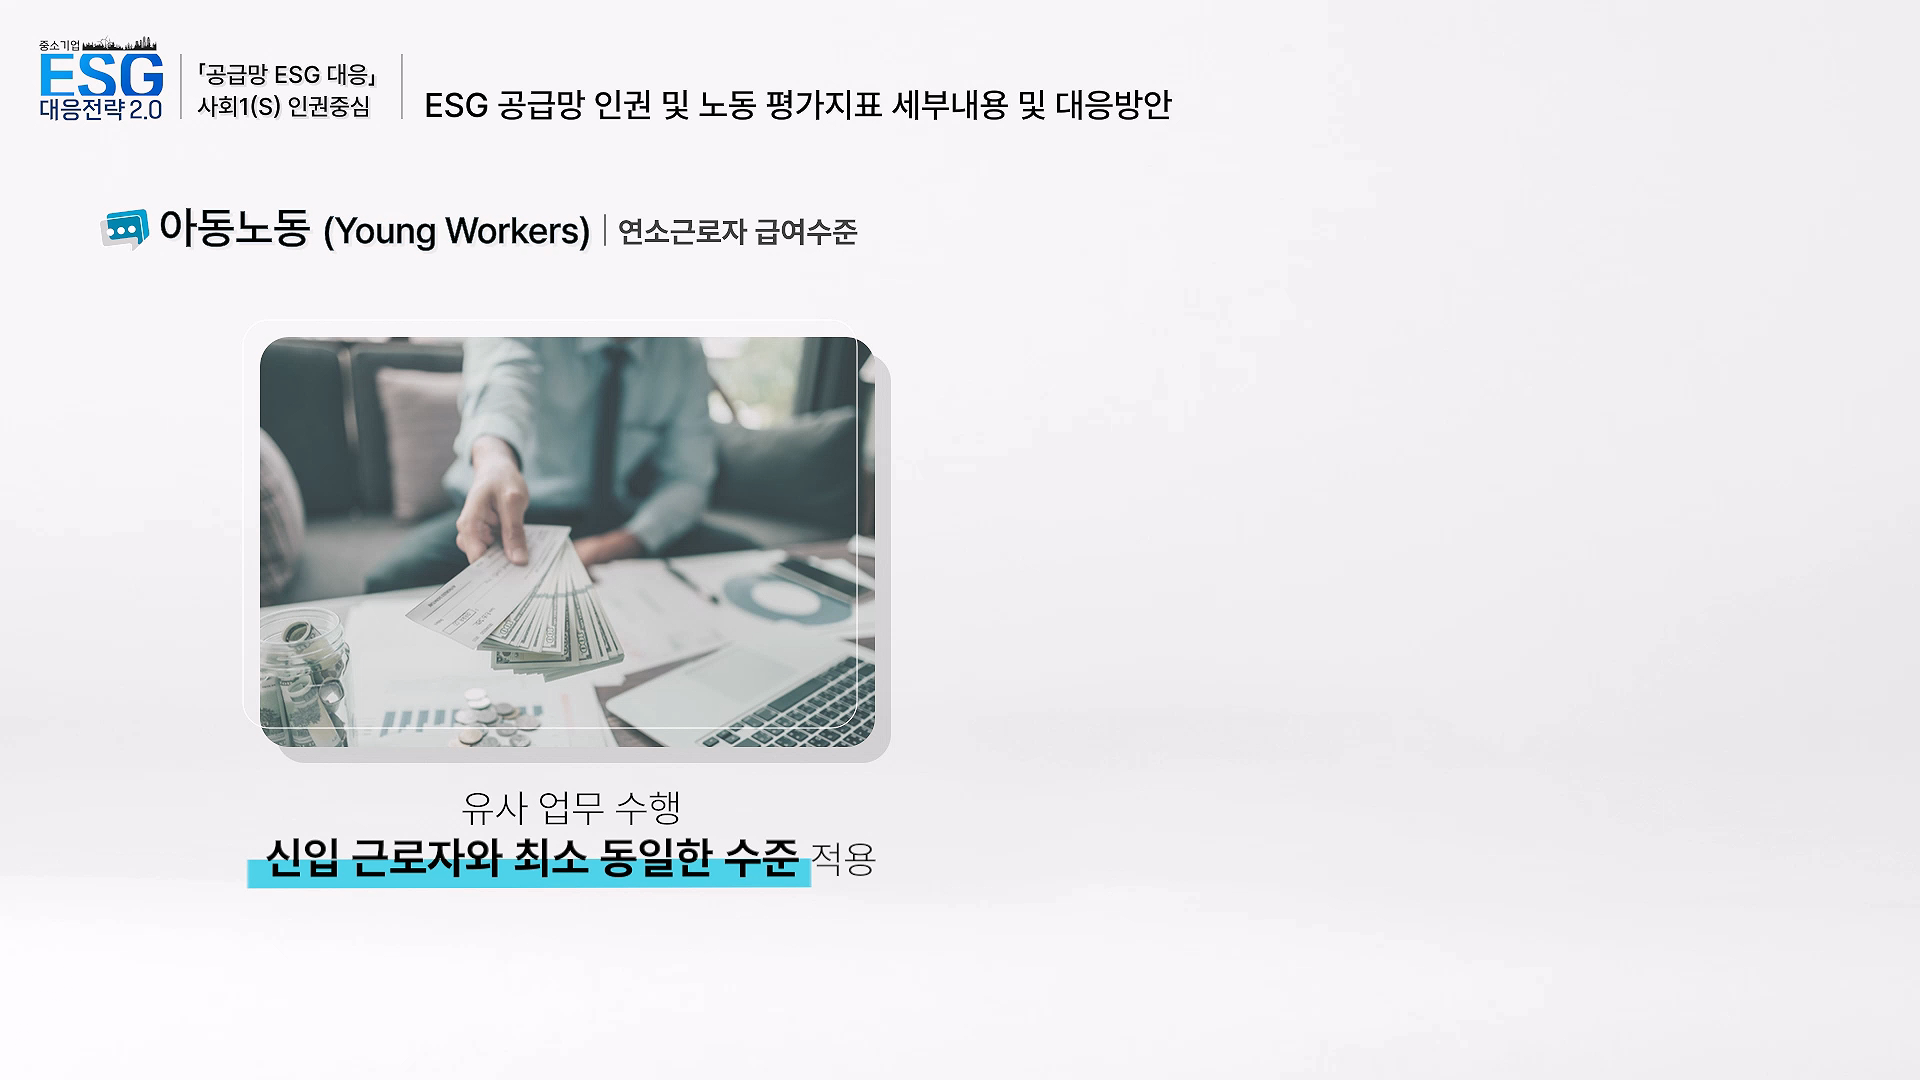 중소기업
ESG
대응전략 2.0
「공급망 ESG 대응」
사회1(S) 인권중심
ESG 공급망 인권 및 노동 평가지표 세부내용 및 대응방안
아동노동 (Young Workers)
연소근로자 급여수준
유사 업무 수행
신입 근로자와 최소 동일한 수준 적용